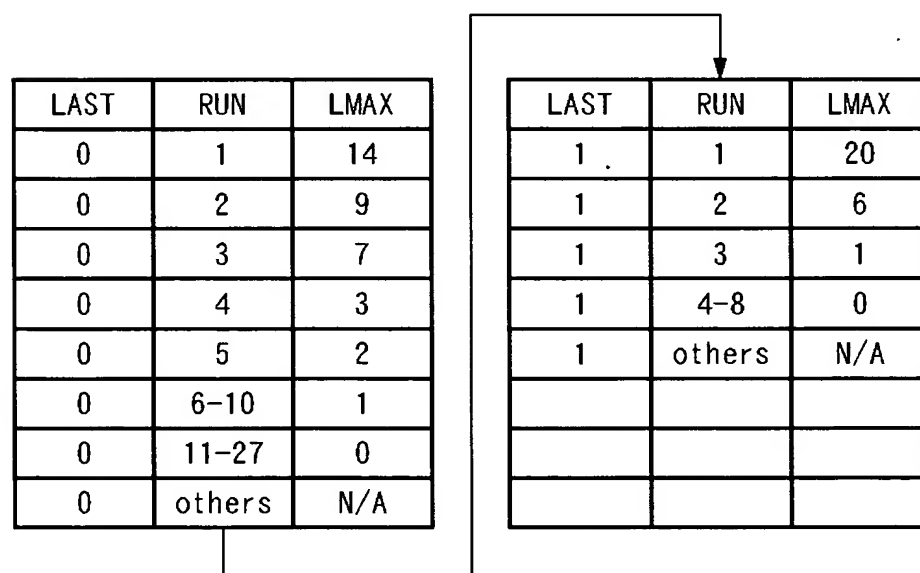 LAST RUN LMAX
0 1 14
0 2 9
0 3 7
0 4 3
0 5 2
0 6-10 1
0 11-27 0
0 others N/A
LAST RUN LMAX
1 1 20
1 2 6
1 3 1
1 4-8 0
1 others N/A